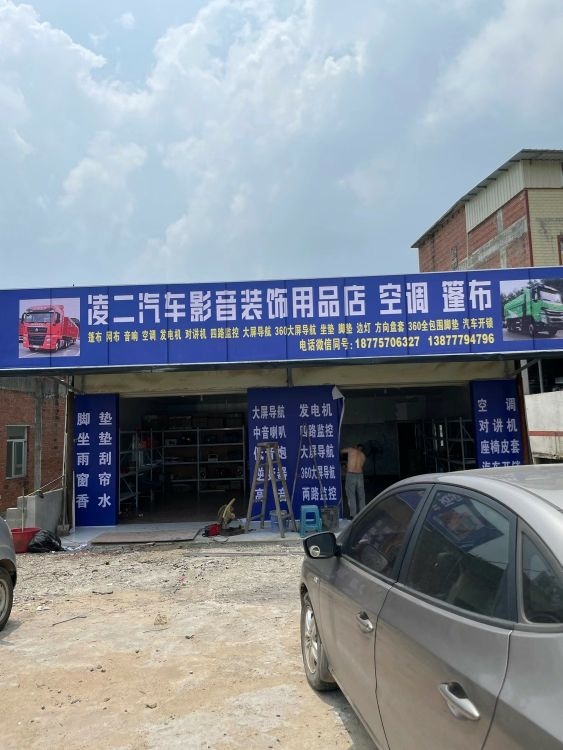 凌二汽车影音装饰用品店 空调 篷布
篷布 网布 音响 空调 发电机 对讲机 四路监控 大屏导航 360大屏导航 坐垫 脚垫 边灯 方向盘套 360全包围脚垫 汽车开锁
电话微信同号:18775706327 13877794796
脚垫
坐垫
雨刮
窗帘
香水
大屏导航 发电机
中音喇叭 四路监控
大屏导航
360大屏导航
两路监控
空调
对讲机
座椅皮套
汽车开锁